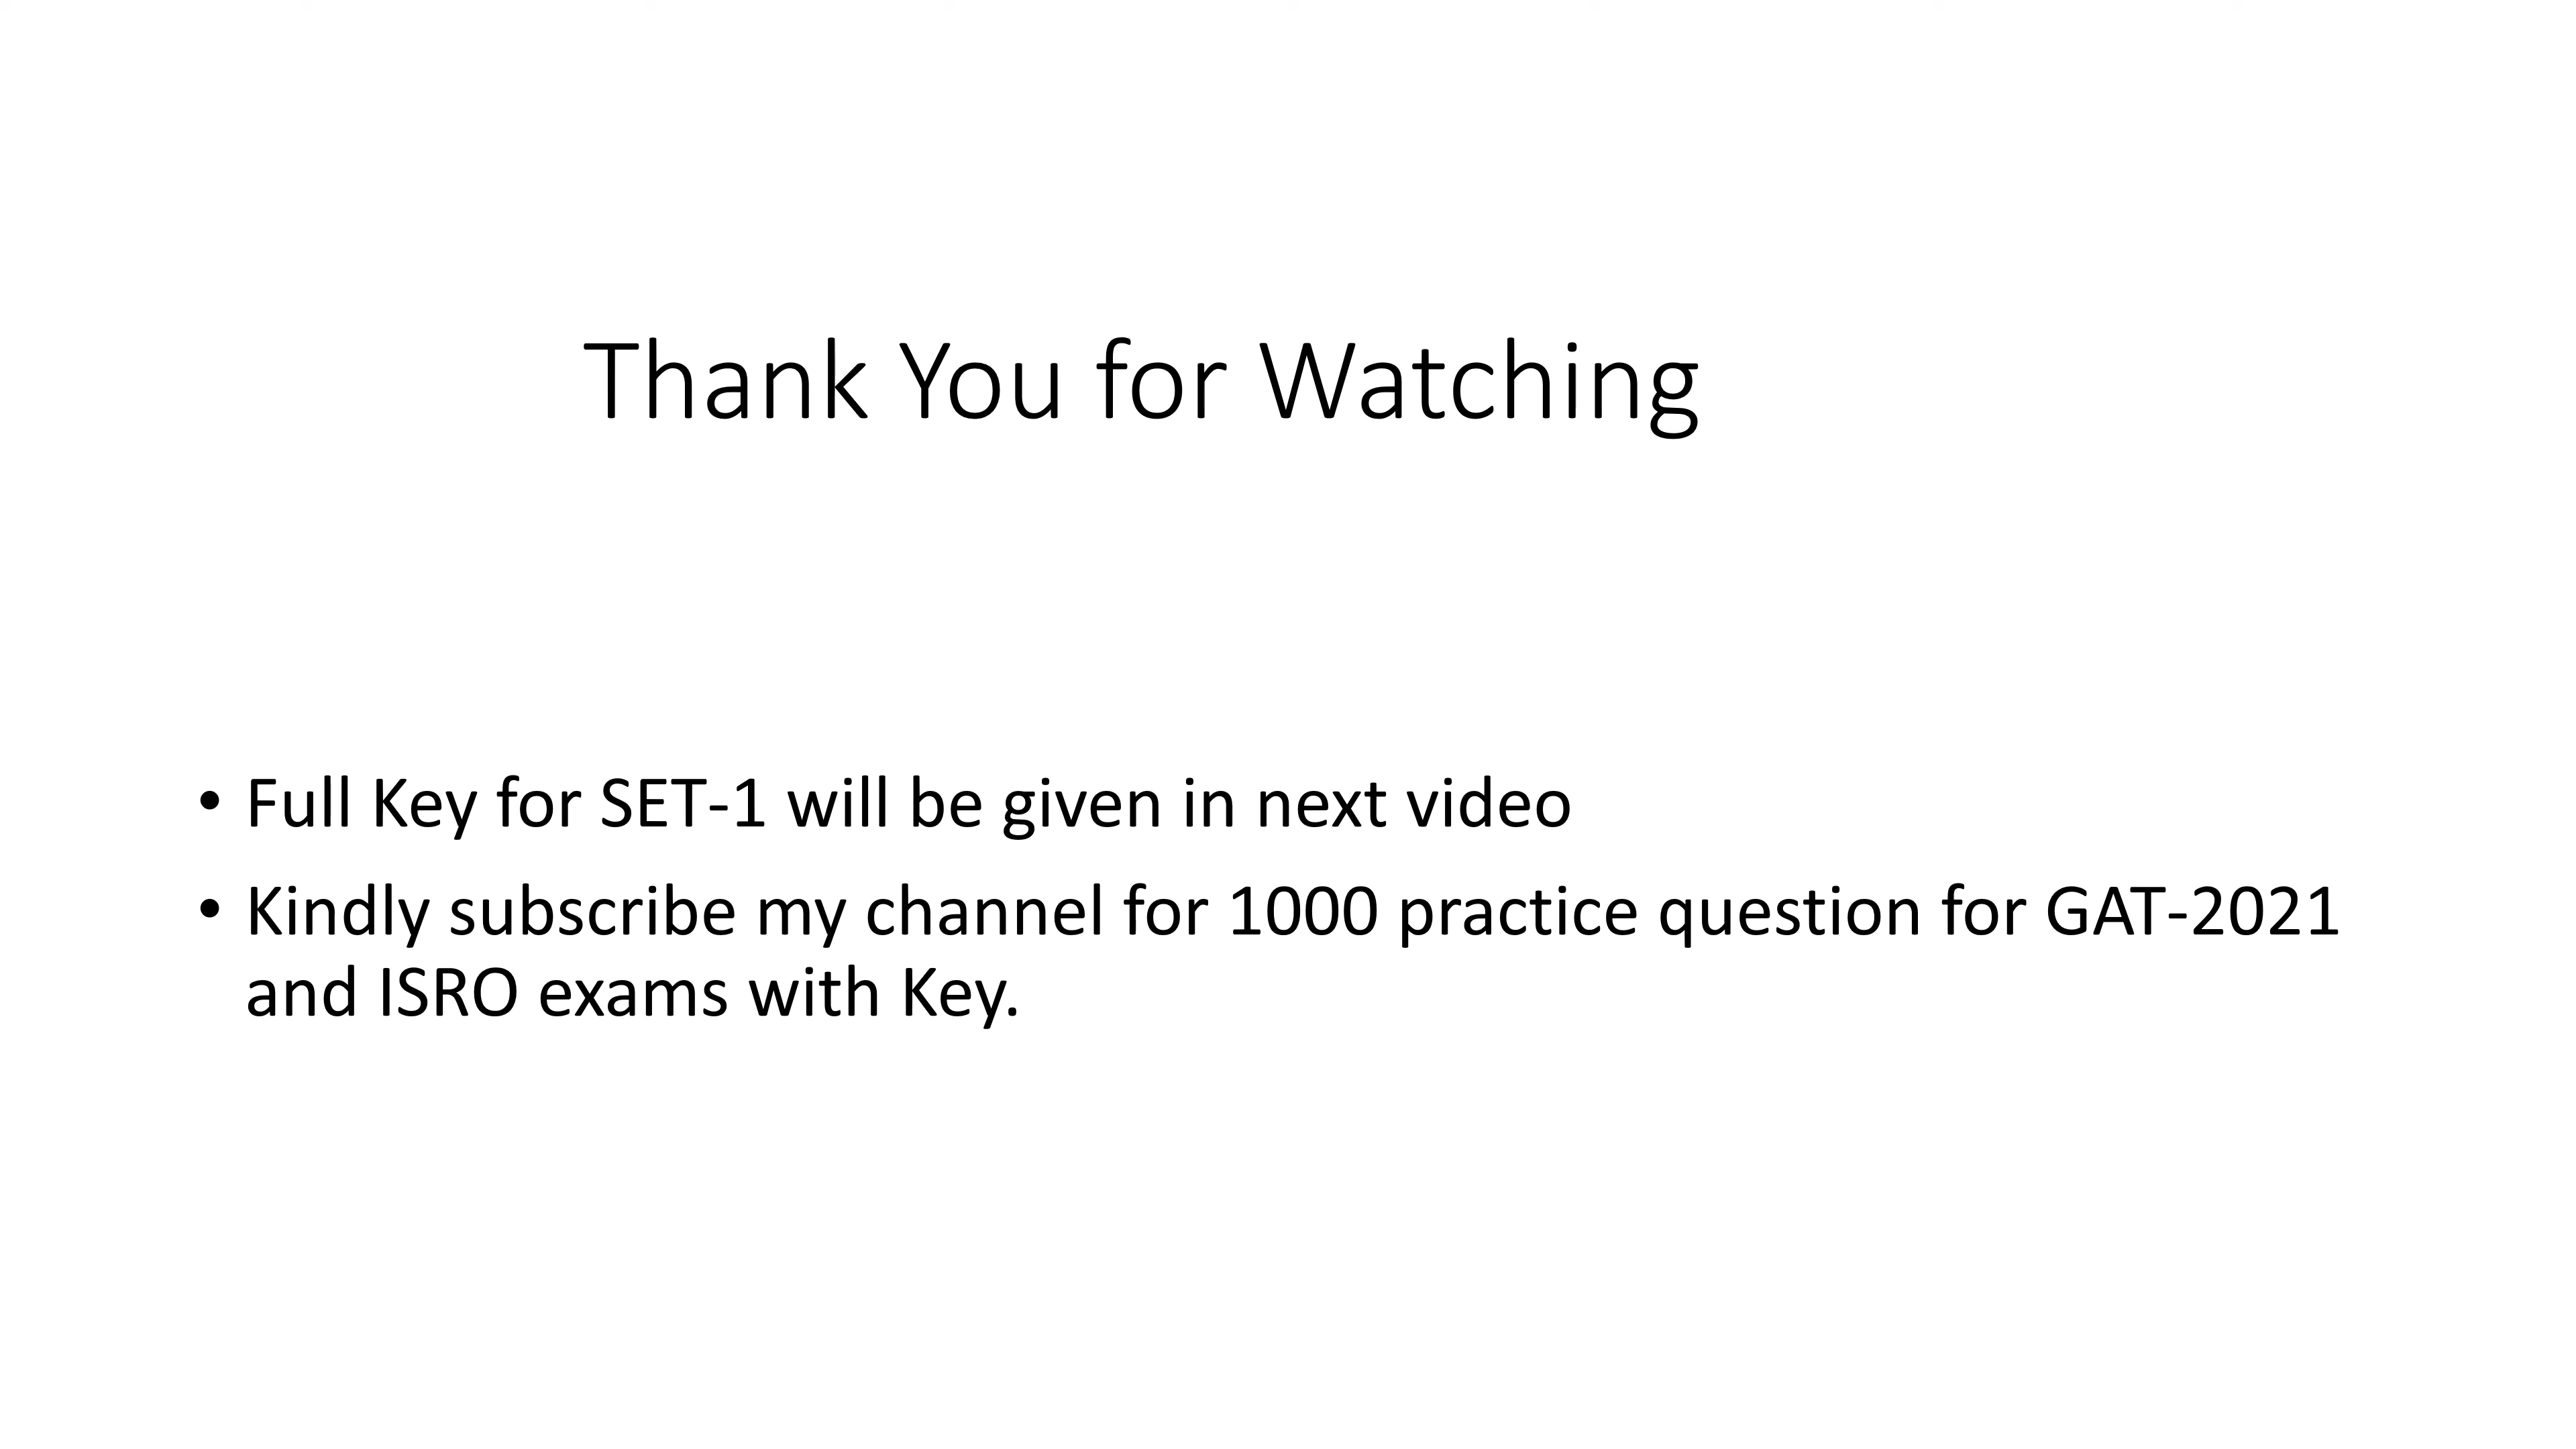 Thank You for Watching
• Full Key for SET-1 will be given in next video
• Kindly subscribe my channel for 1000 practice question for GAT-2021
and ISRO exams with Key.